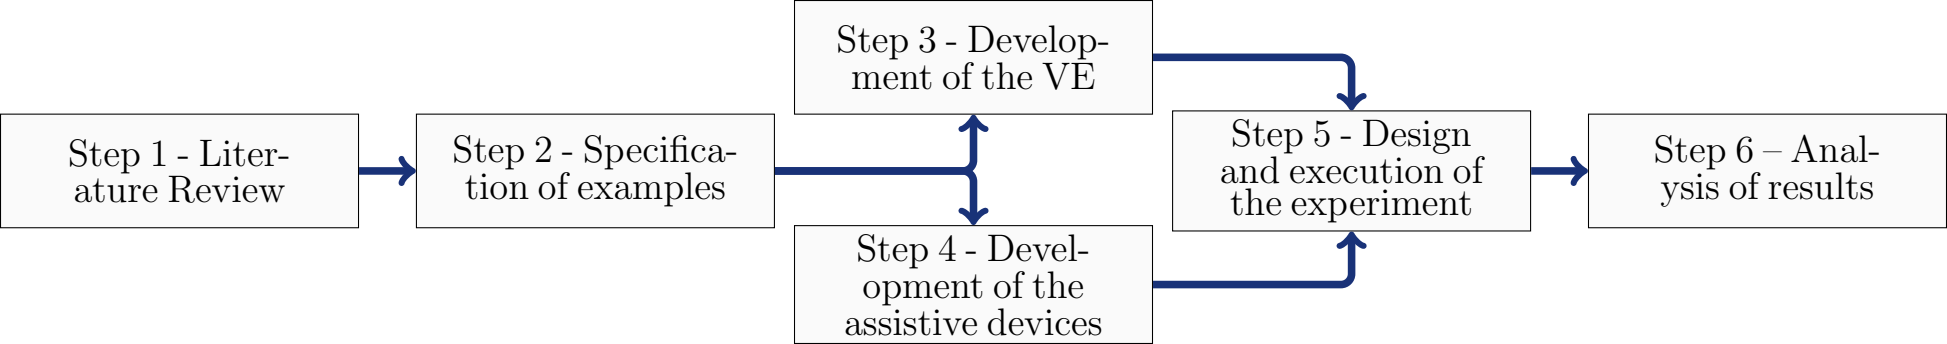 Step 1 - Liter-
ature Review
Step 2 - Specifica-
tion of examples
Step 3 - Develop-
ment of the VE
Step 4 - Devel-
opment of the
assistive devices
Step 5 - Design
and execution of
the experiment
Step 6 – Anal-
ysis of results